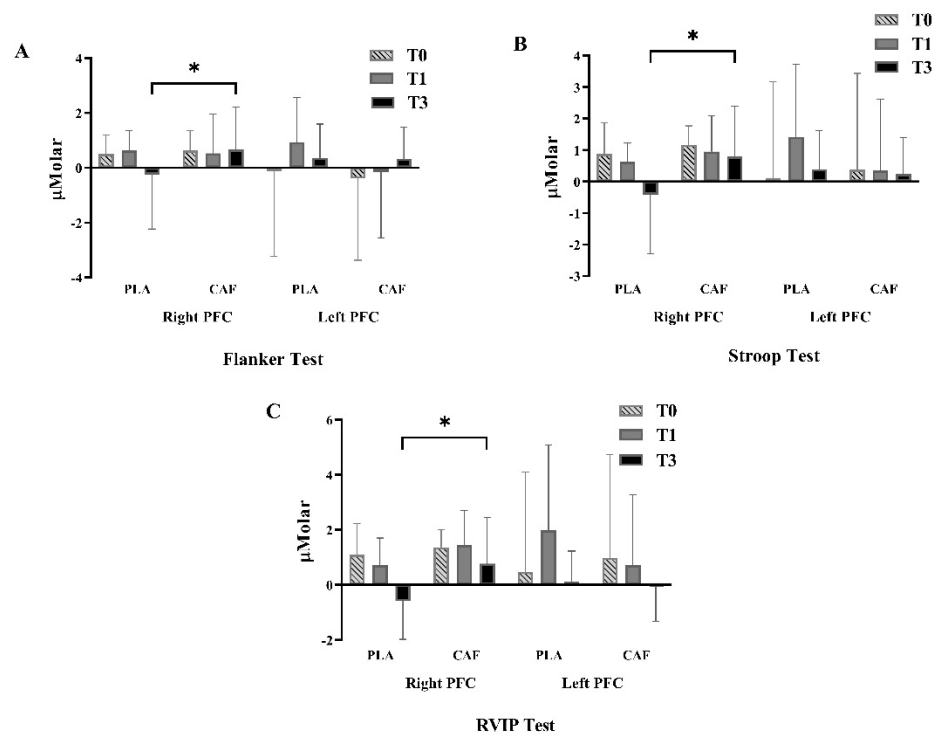 A
T0
T1
T3
*
4
2
0
-2
-4
μMolar
PLA CAF PLA CAF
Right PFC Left PFC
Flanker Test
B
T0
T1
T3
*
4
3
2
1
0
-1
-2
-3
μMolar
PLA CAF PLA CAF
Right PFC Left PFC
Stroop Test
C
T0
T1
T3
*
6
4
2
0
-2
μMolar
PLA CAF PLA CAF
Right PFC Left PFC
RVIP Test